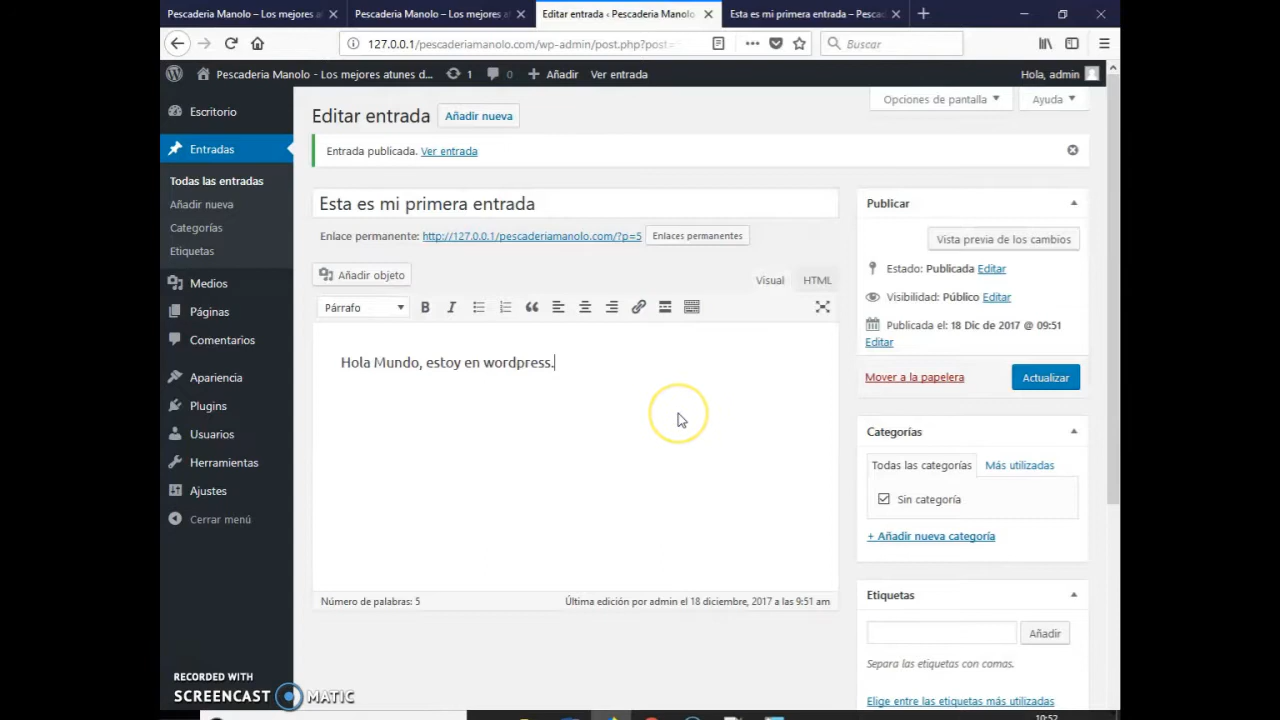 Pescaderia Manolo – Los mejores a
Pescaderia Manolo – Los mejores a
Editar entrada ‹ Pescaderia Manolo
Esta es mi primera entrada – Pescad
127.0.0.1/pescaderiamanolo.com/wp-admin/post.php?post=
Buscar
Pescaderia Manolo - Los mejores atunes d...
1
0
Añadir
Ver entrada
Hola, admin
Escritorio
Entradas
Todas las entradas
Añadir nueva
Categorías
Etiquetas
Medios
Páginas
Comentarios
Apariencia
Plugins
Usuarios
Herramientas
Ajustes
Cerrar menú
Opciones de pantalla
Ayuda
Editar entrada
Añadir nueva
Entrada publicada. Ver entrada
Esta es mi primera entrada
Enlace permanente: http://127.0.0.1/pescaderiamanolo.com/?p=5
Enlaces permanentes
Añadir objeto
Visual
HTML
Párrafo
Hola Mundo, estoy en wordpress.
Número de palabras: 5
Última edición por admin el 18 diciembre, 2017 a las 9:51 am
Publicar
Vista previa de los cambios
Estado: Publicada Editar
Visibilidad: Público Editar
Publicada el: 18 Dic de 2017 @ 09:51
Editar
Mover a la papelera
Actualizar
Categorías
Todas las categorías
Más utilizadas
Sin categoría
+ Añadir nueva categoría
Etiquetas
Añadir
Separa las etiquetas con comas.
Elige entre las etiquetas más utilizadas
RECORDED WITH
SCREENCAST MATIC
10:52